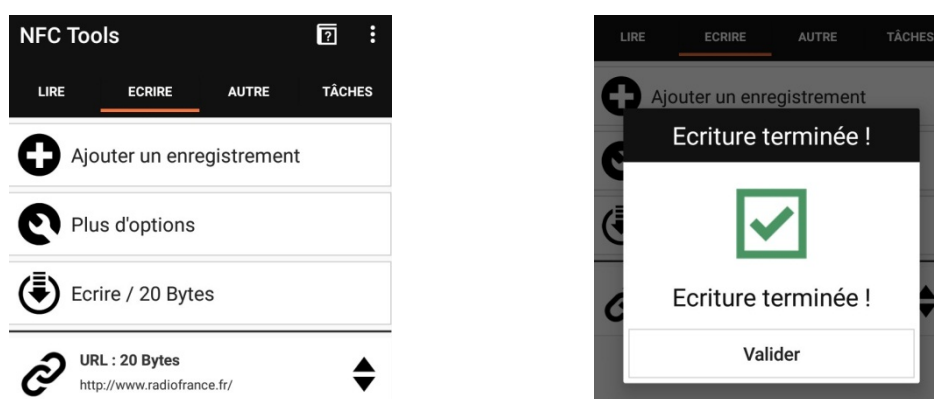 NFC Tools
LIRE ECRIRE AUTRE TÂCHES
Ajouter un enregistrement
Plus d'options
Ecrire / 20 Bytes
URL : 20 Bytes
http://www.radiofrance.fr/
LIRE ECRIRE AUTRE TÂCHES
Ajouter un enregistrement
Ecriture terminée !
Ecriture terminée !
Valider